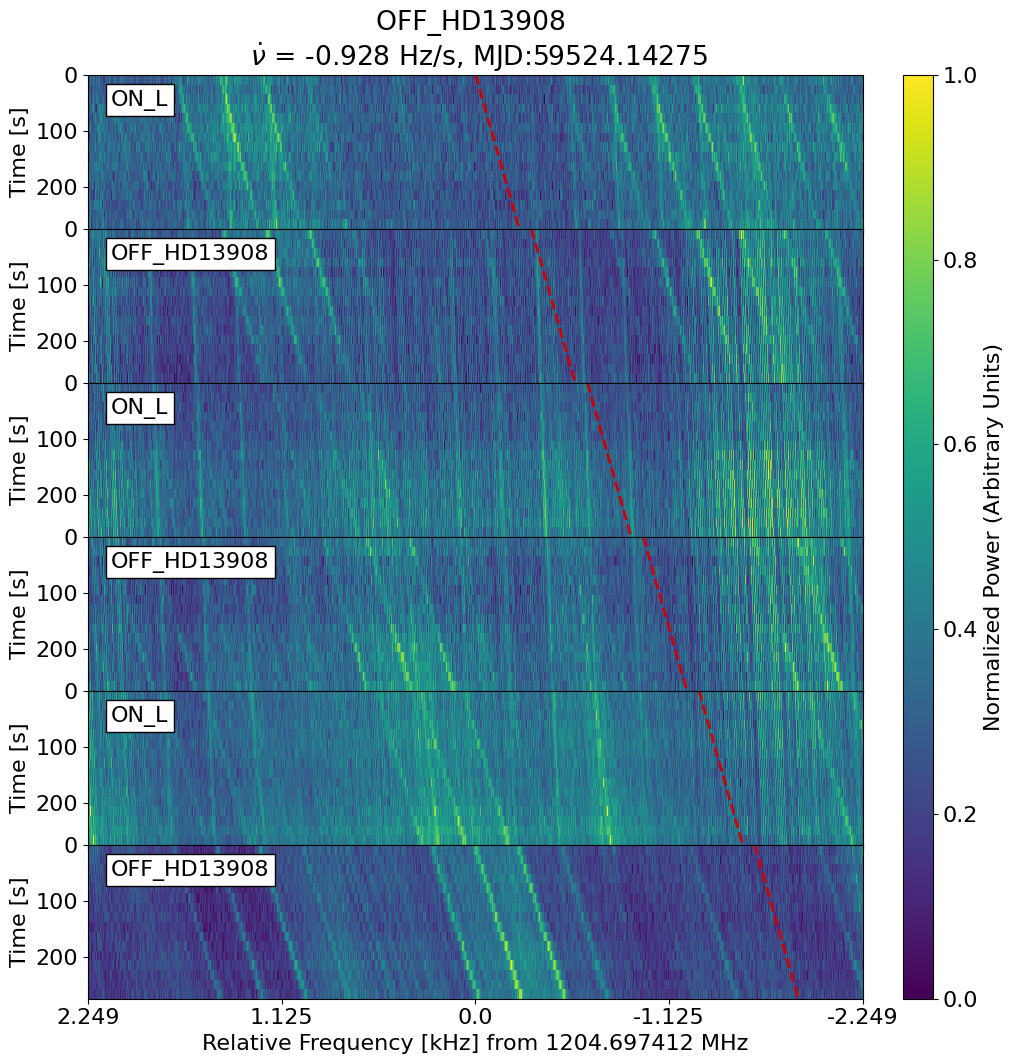 OFF_HD13908
ν̇ = -0.928 Hz/s, MJD:59524.14275
0
ON_L
100
200
Time [s]
0
OFF_HD13908
100
200
Time [s]
0
ON_L
100
200
Time [s]
0
OFF_HD13908
100
200
Time [s]
0
ON_L
100
200
Time [s]
0
OFF_HD13908
100
200
Time [s]
2.249 1.125 0.0 -1.125 -2.249
Relative Frequency [kHz] from 1204.697412 MHz
1.0
0.8
0.6
0.4
0.2
0.0
Normalized Power (Arbitrary Units)